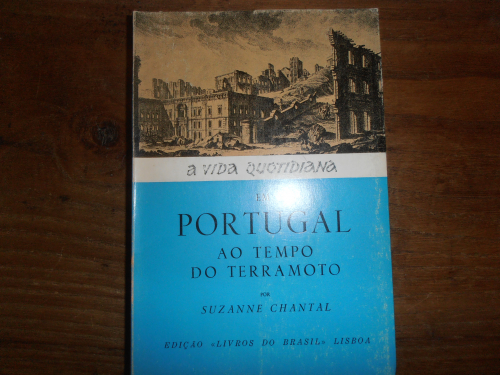 A VIDA QUOTIDIANA
EM
PORTUGAL
AO TEMPO
DO TERRAMOTO
POR
SUZANNE CHANTAL
EDIÇÃO «LIVROS DO BRASIL» LISBOA